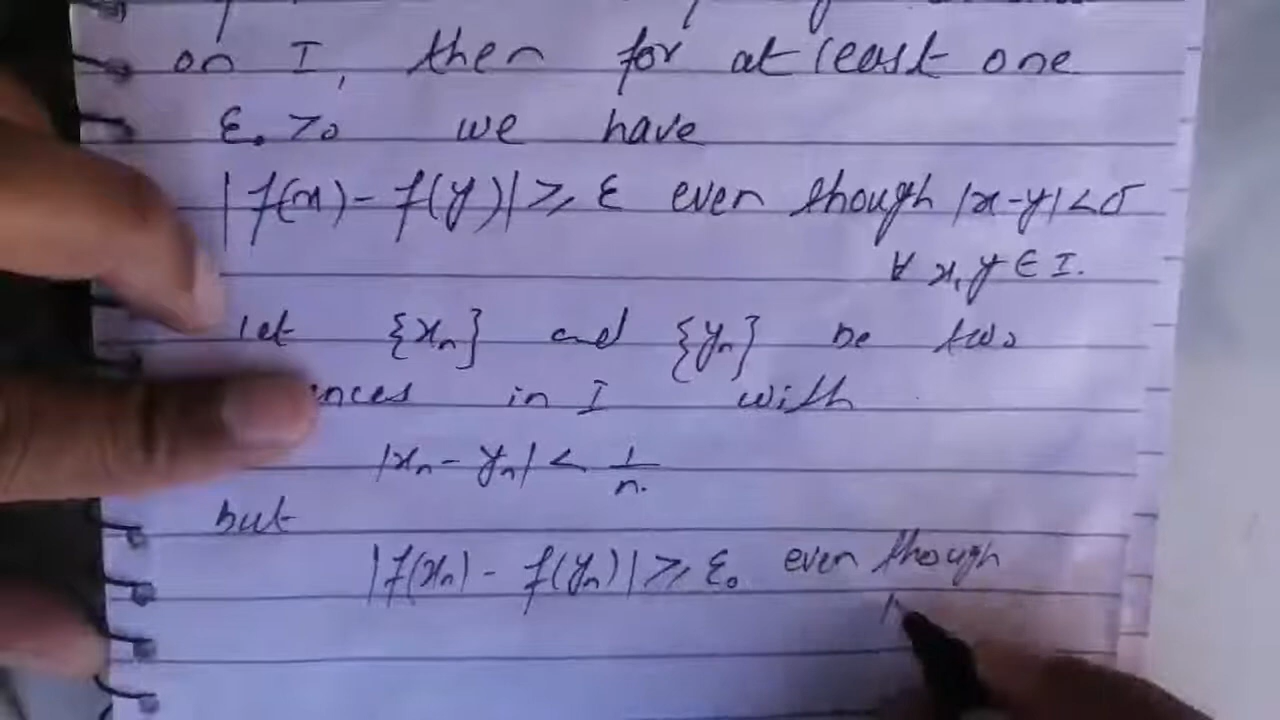 on I, then for at least one
ε₀ >0 we have
|f(x) - f(y)| ≥ ε even though |x-y| < δ
∀ x, y ∈ I.
let {xₙ} and {yₙ} be two
ences in I with
|xₙ - yₙ| < 1/n.
but
|f(xₙ) - f(yₙ)| ≥ ε₀ even though